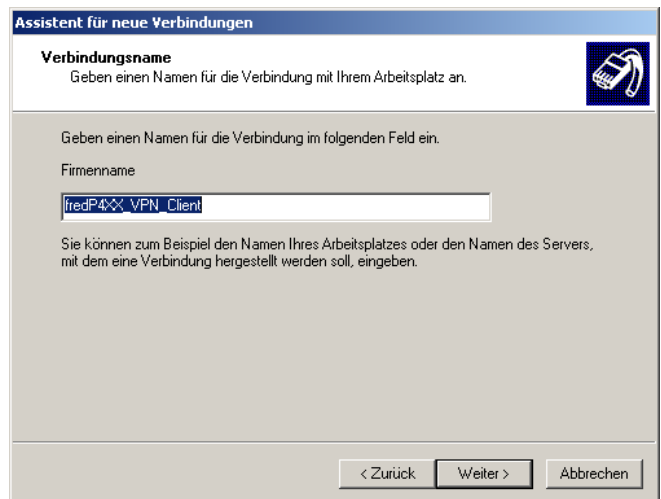 Assistent für neue Verbindungen
Verbindungsname
Geben einen Namen für die Verbindung mit Ihrem Arbeitsplatz an.
Geben einen Namen für die Verbindung im folgenden Feld ein.
Firmenname
fredP4XX_VPN_Client
Sie können zum Beispiel den Namen Ihres Arbeitsplatzes oder den Namen des Servers,
mit dem eine Verbindung hergestellt werden soll, eingeben.
< Zurück Weiter > Abbrechen